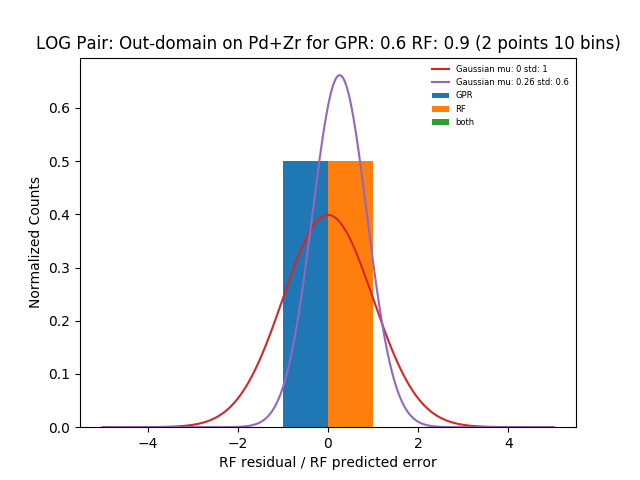 LOG Pair: Out-domain on Pd+Zr for GPR: 0.6 RF: 0.9 (2 points 10 bins)
Gaussian mu: 0 std: 1
Gaussian mu: 0.26 std: 0.6
GPR
RF
both
Normalized Counts
0.6
0.5
0.4
0.3
0.2
0.1
0.0
−4
−2
0
2
4
RF residual / RF predicted error